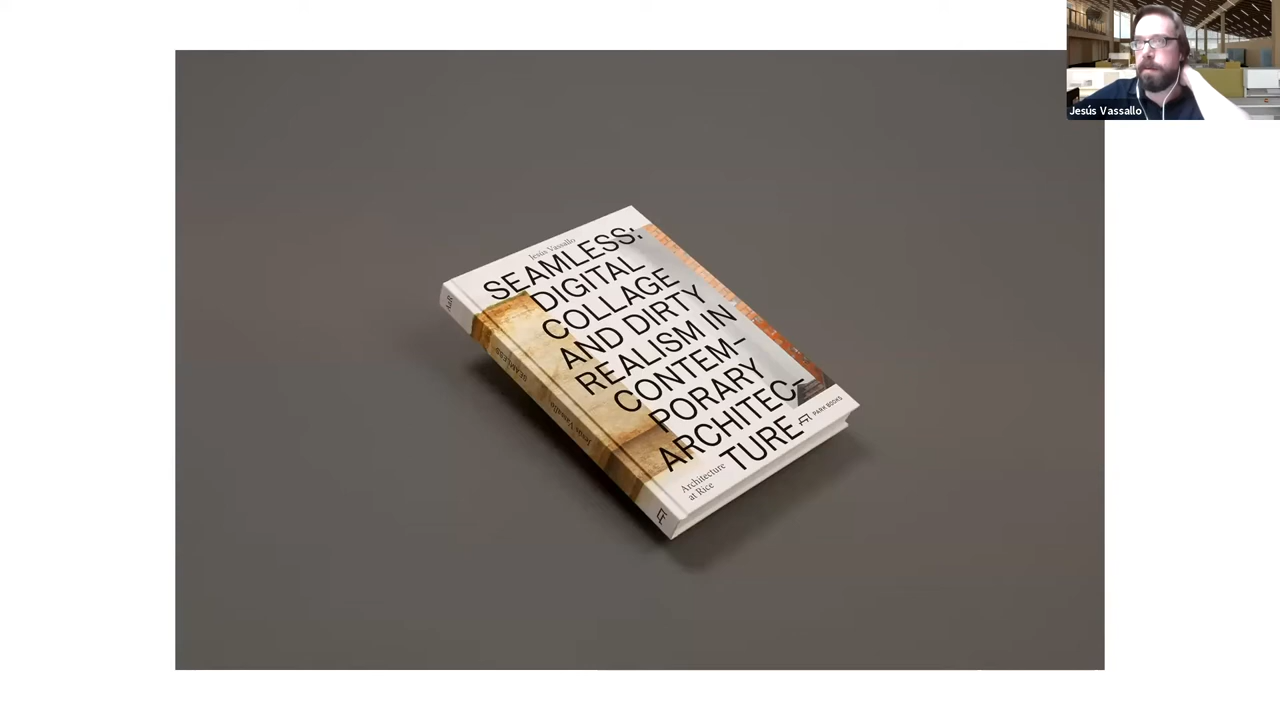 Jesús Vassallo
SEAMLESS:
DIGITAL
COLLAGE
AND DIRTY
REALISM IN
CONTEM-
PORARY
ARCHITEC-
TURE
PARK BOOKS
Architecture
at Rice
SEAMLESS
Jesús Vassallo
Jesús Vassallo